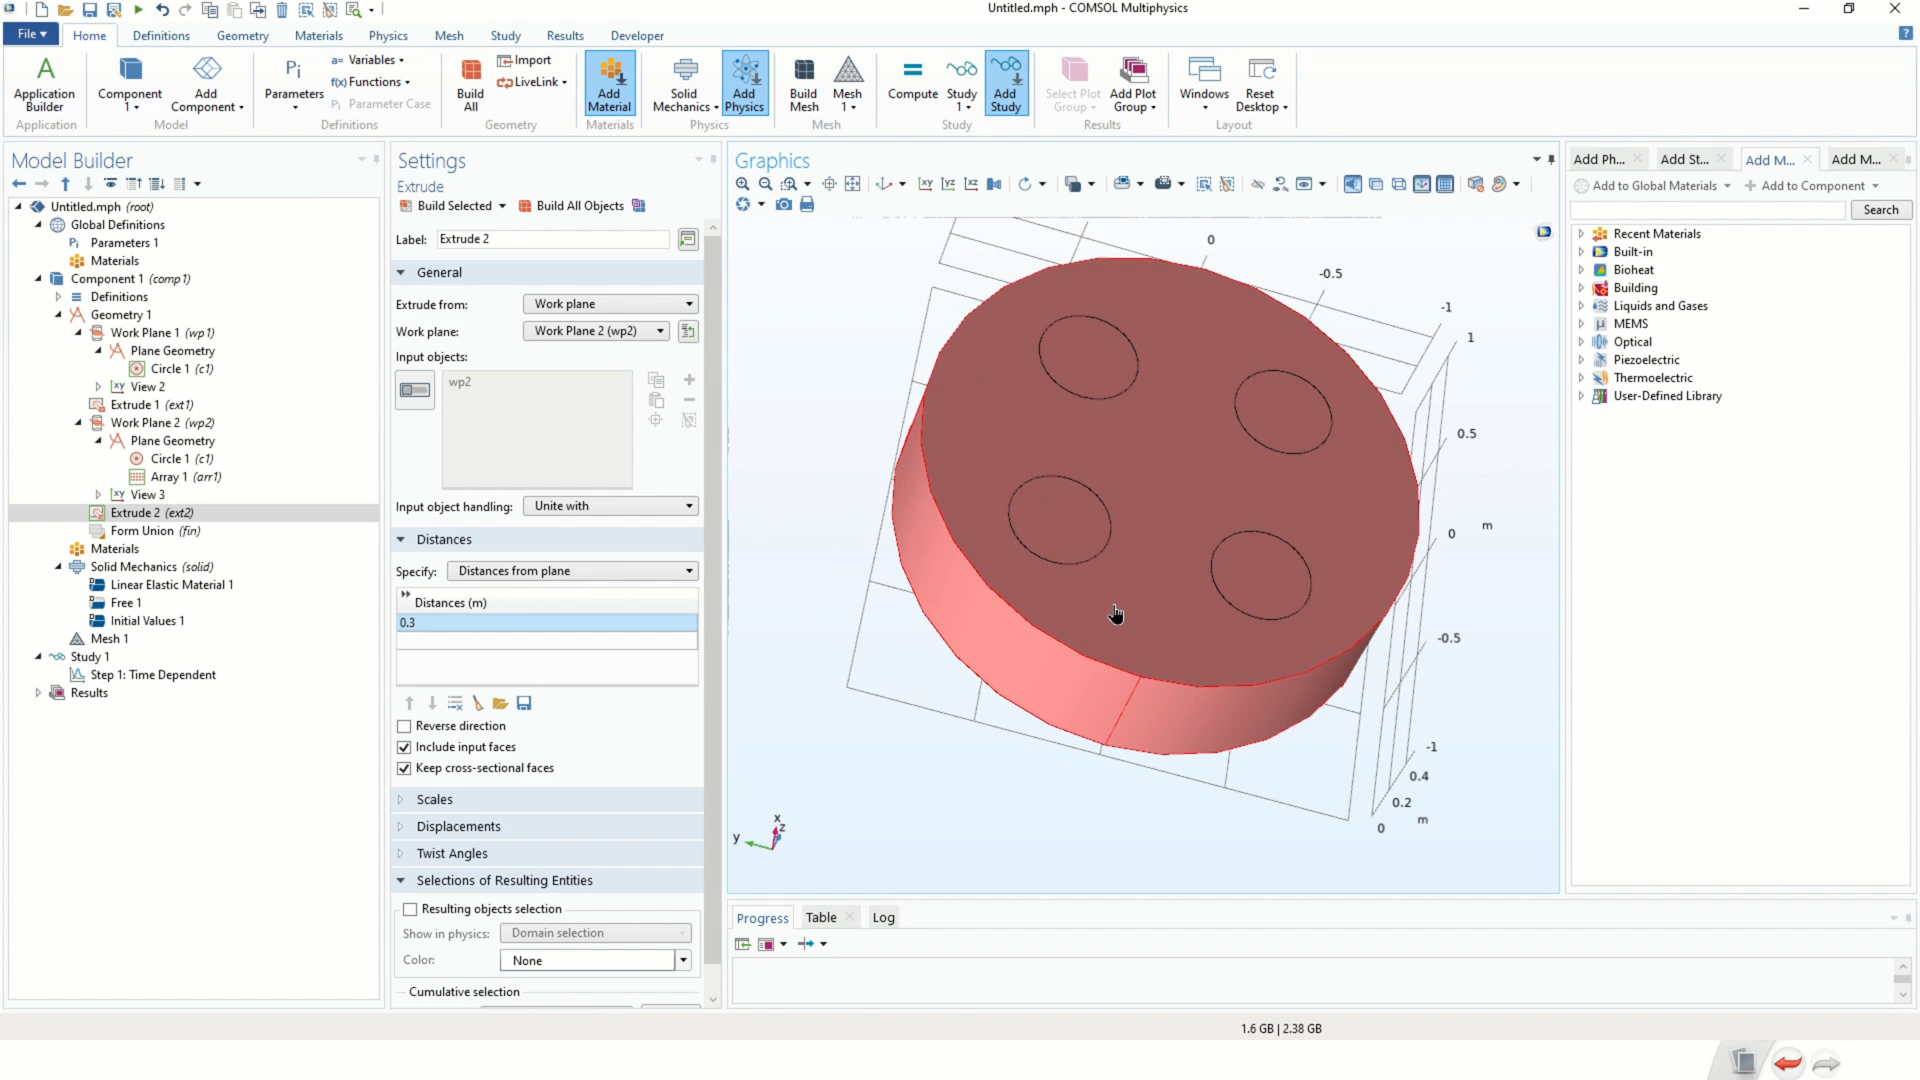 Untitled.mph - COMSOL Multiphysics
File Home Definitions Geometry Materials Physics Mesh Study Results Developer
Application Builder
Application
Component 1
Add Component
Model
Pi
Parameters
a= Variables
f(x) Functions
Pi Parameter Case
Definitions
Build All
Import
LiveLink
Geometry
Add Material
Materials
Solid Mechanics
Add Physics
Physics
Build Mesh
Mesh 1
Mesh
Compute
Study 1
Add Study
Study
Select Plot Group
Add Plot Group
Results
Windows
Reset Desktop
Layout
Model Builder
Untitled.mph (root)
Global Definitions
Pi Parameters 1
Materials
Component 1 (comp1)
Definitions
Geometry 1
Work Plane 1 (wp1)
Plane Geometry
Circle 1 (c1)
xy View 2
Extrude 1 (ext1)
Work Plane 2 (wp2)
Plane Geometry
Circle 1 (c1)
Array 1 (arr1)
xy View 3
Extrude 2 (ext2)
Form Union (fin)
Materials
Solid Mechanics (solid)
Linear Elastic Material 1
Free 1
Initial Values 1
Mesh 1
Study 1
Step 1: Time Dependent
Results
Settings
Extrude
Build Selected Build All Objects
Label: Extrude 2
General
Extrude from: Work plane
Work plane: Work Plane 2 (wp2)
Input objects:
wp2
Input object handling: Unite with
Distances
Specify: Distances from plane
Distances (m)
0.3
Reverse direction
Include input faces
Keep cross-sectional faces
Scales
Displacements
Twist Angles
Selections of Resulting Entities
Resulting objects selection
Show in physics: Domain selection
Color: None
Cumulative selection
Graphics
xy yz xz
0
-0.5
-1
1
0.5
0
m
-0.5
-1
0.4
0.2
m
0
x
z
y
Progress Table Log
Add Ph... Add St... Add M... Add M...
Add to Global Materials Add to Component
Search
Recent Materials
Built-in
Bioheat
Building
Liquids and Gases
μ MEMS
Optical
Piezoelectric
Thermoelectric
User-Defined Library
1.6 GB | 2.38 GB